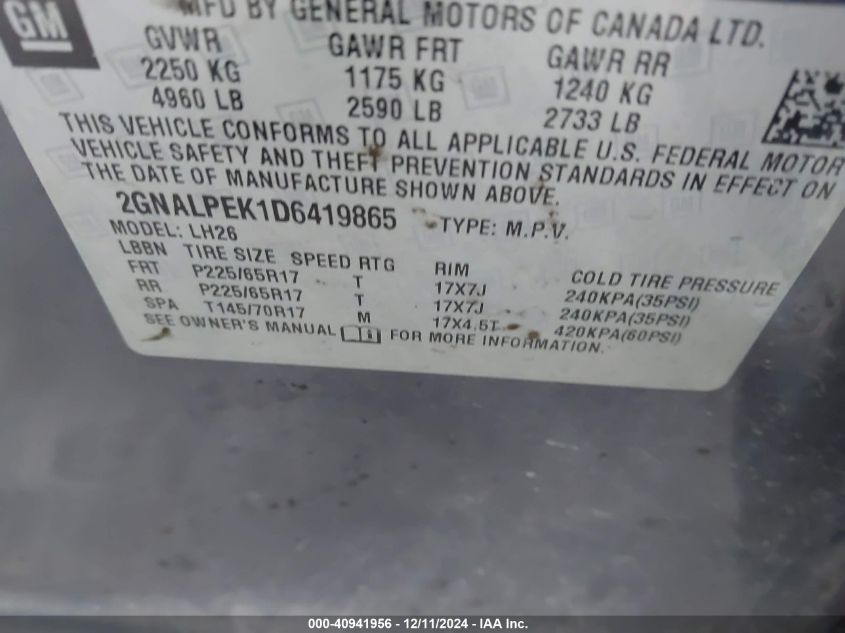 GM
MFD BY GENERAL MOTORS OF CANADA LTD.
GVWR GAWR FRT GAWR RR
2250 KG 1175 KG 1240 KG
4960 LB 2590 LB 2733 LB
THIS VEHICLE CONFORMS TO ALL APPLICABLE U.S. FEDERAL MOTOR
VEHICLE SAFETY AND THEFT PREVENTION STANDARDS IN EFFECT ON
THE DATE OF MANUFACTURE SHOWN ABOVE.
2GNALPEK1D6419865 TYPE: M.P.V.
MODEL: LH26
LBBN TIRE SIZE SPEED RTG RIM COLD TIRE PRESSURE
FRT P225/65R17 T 17X7J 240KPA(35PSI)
RR P225/65R17 T 17X7J 240KPA(35PSI)
SPA T145/70R17 M 17X4.5T 420KPA(60PSI)
SEE OWNER'S MANUAL FOR MORE INFORMATION.
000-40941956 - 12/11/2024 - IAA Inc.